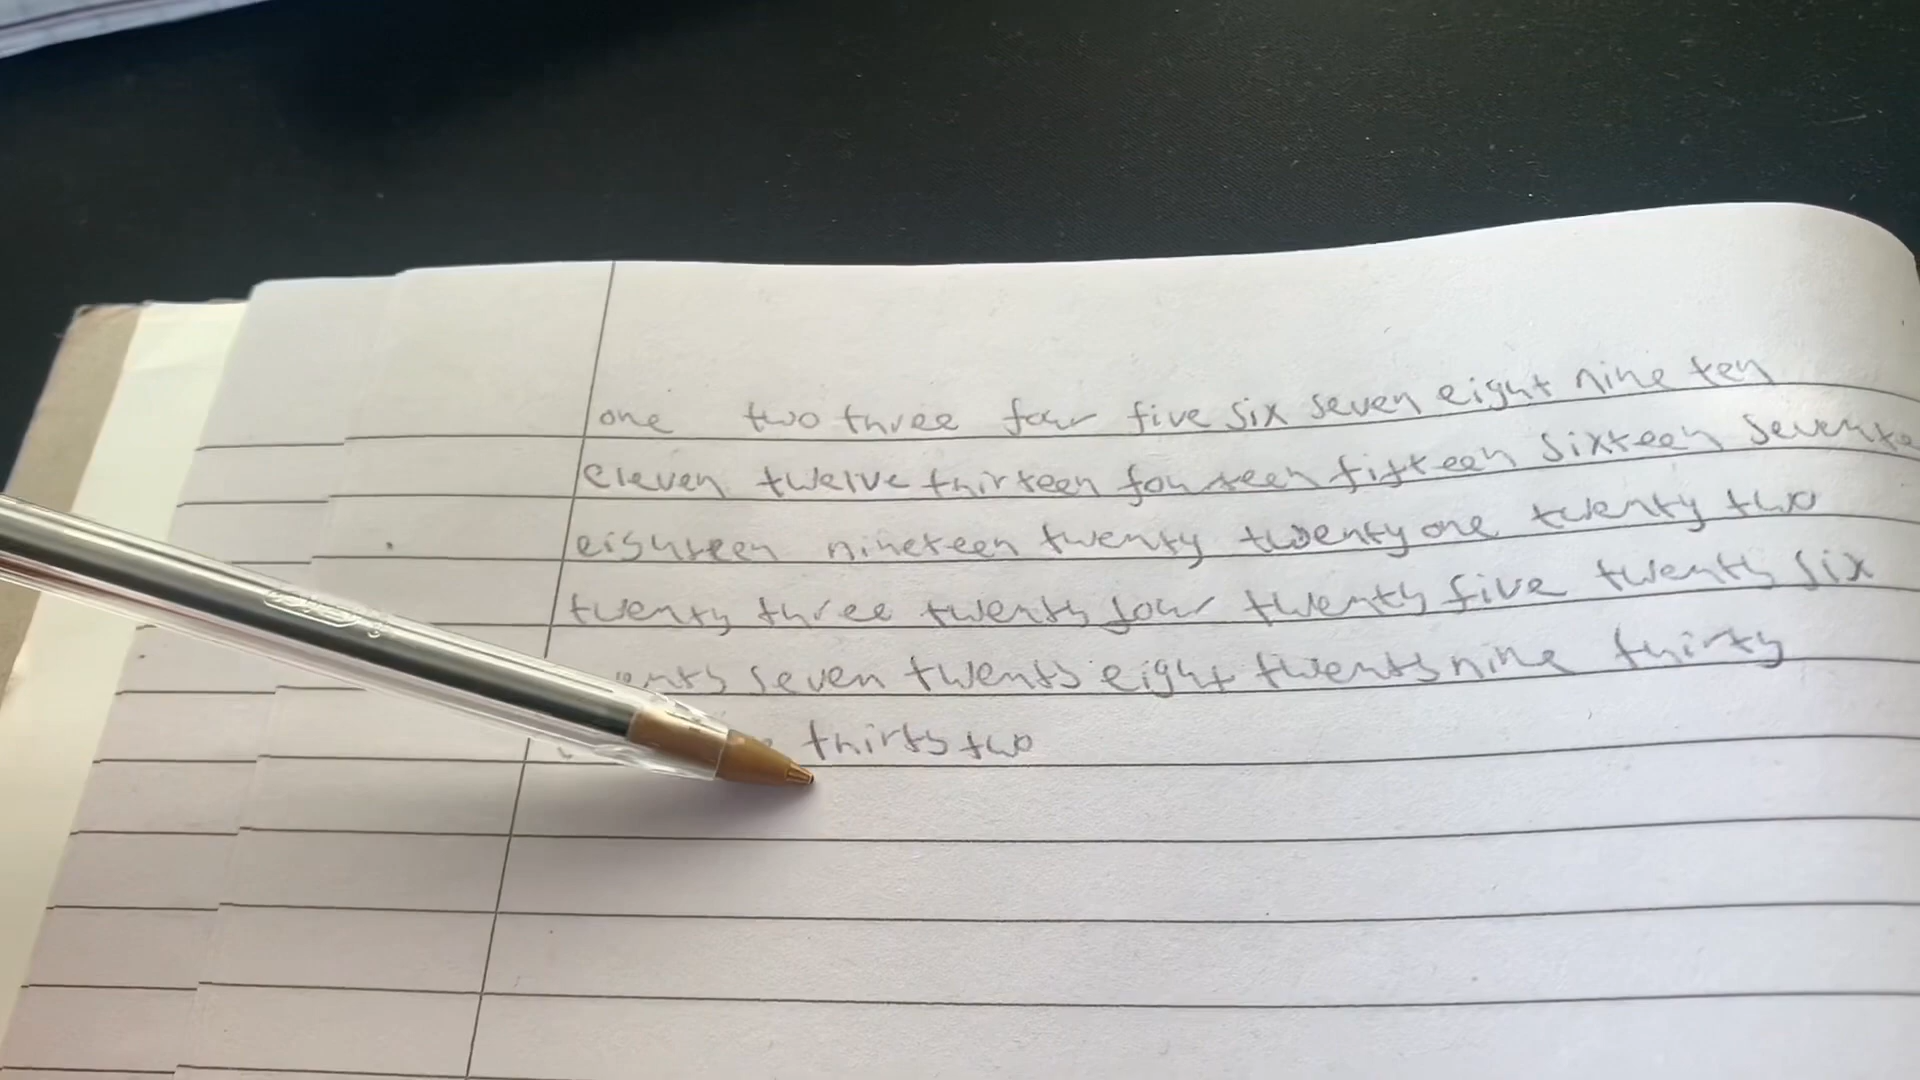 one two three four five six seven eight nine ten
eleven twelve thirteen fourteen fifteen sixteen
eighteen nineteen twenty twenty one twenty two
twenty three twenty four twenty five twenty six
seven twenty eight twenty nine thirty
thirty two